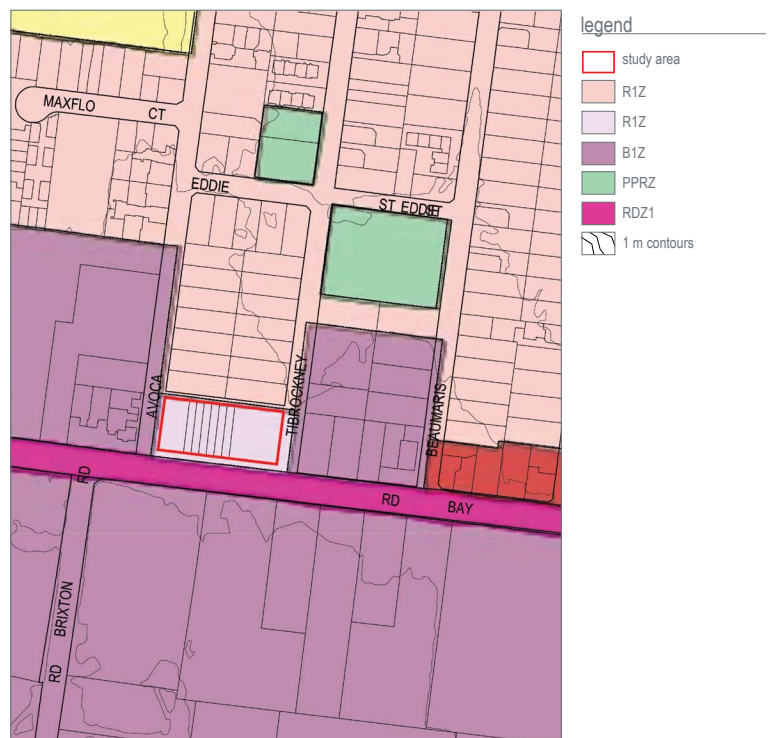 legend
study area
R1Z
R1Z
B1Z
PPRZ
RDZ1
1 m contours
MAXFLO CT
EDDIE
ST EDDIE ST
AVOCA
TIBROCKNEY
BEAUMARIS
RD
RD
BAY
BRIXTON
RD